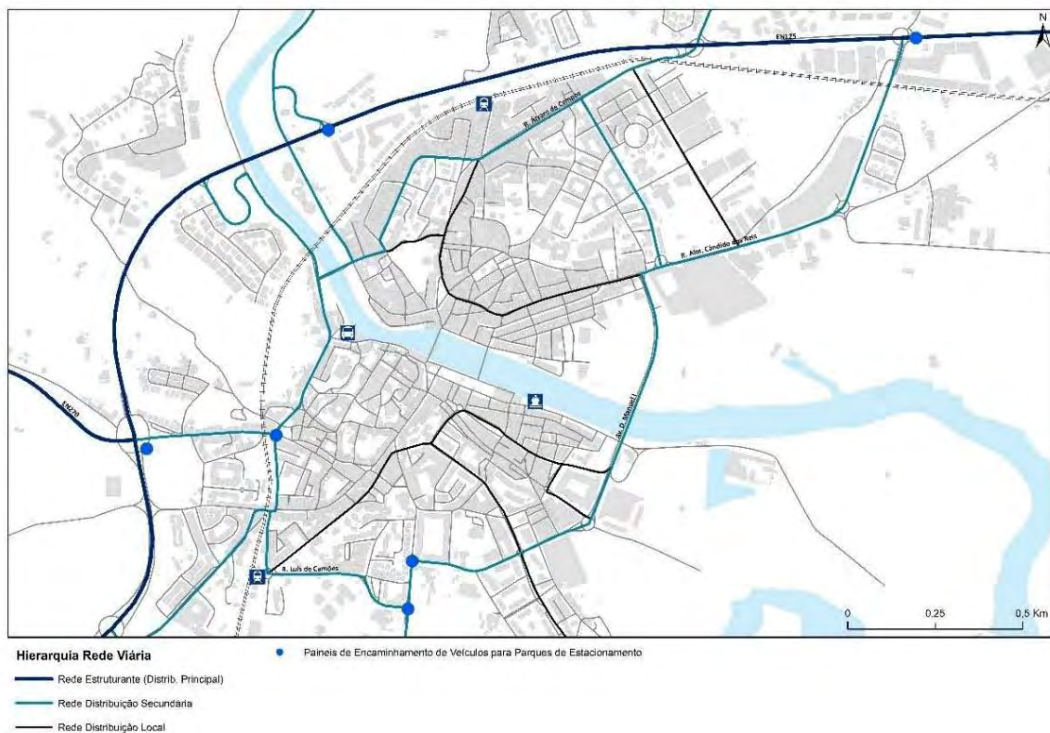 N
EN125
R. Álvaro de Campos
R. Alm. Cândido dos Reis
EN270
Av. D. Manuel I
R. Luís de Camões
0 0,25 0,5 Km
Hierarquia Rede Viária
Paineis de Encaminhamento de Veículos para Parques de Estacionamento
Rede Estruturante (Distrib. Principal)
Rede Distribuição Secundária
Rede Distribuição Local